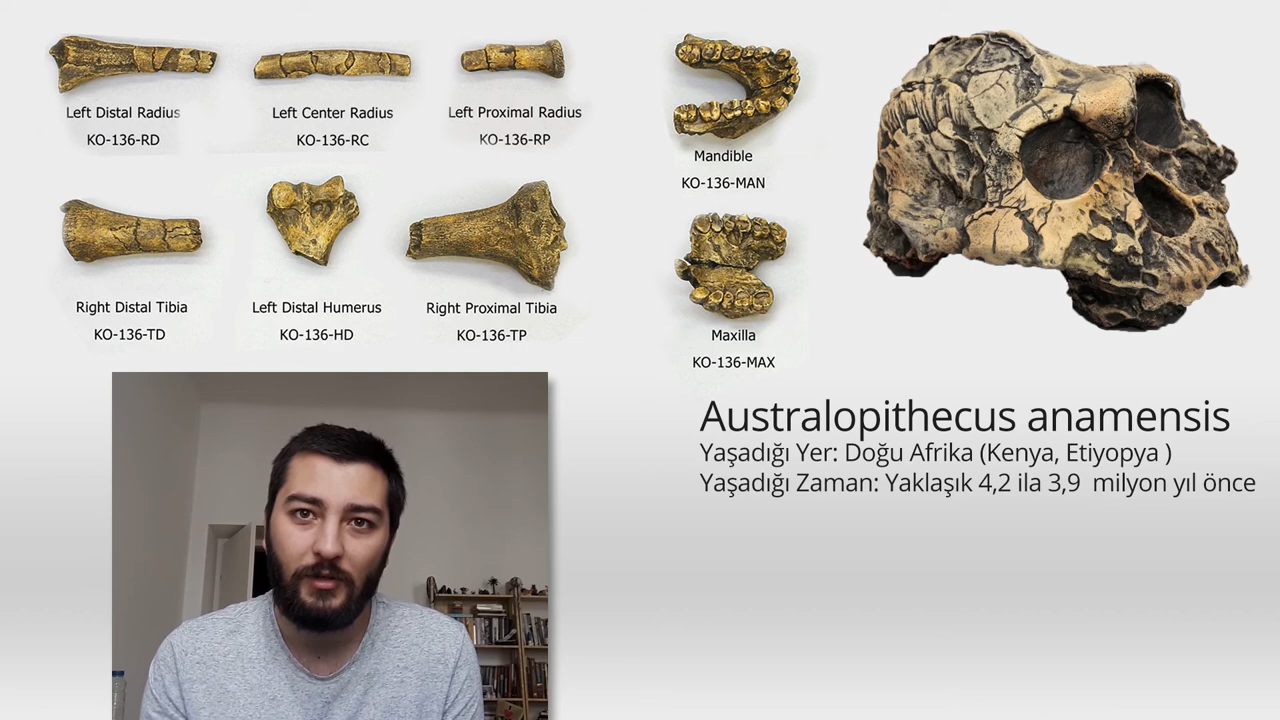 Left Distal Radius
KO-136-RD
Left Center Radius
KO-136-RC
Left Proximal Radius
KO-136-RP
Right Distal Tibia
KO-136-TD
Left Distal Humerus
KO-136-HD
Right Proximal Tibia
KO-136-TP
Mandible
KO-136-MAN
Maxilla
KO-136-MAX
Australopithecus anamensis
Yaşadığı Yer: Doğu Afrika (Kenya, Etiyopya )
Yaşadığı Zaman: Yaklaşık 4,2 ila 3,9 milyon yıl önce